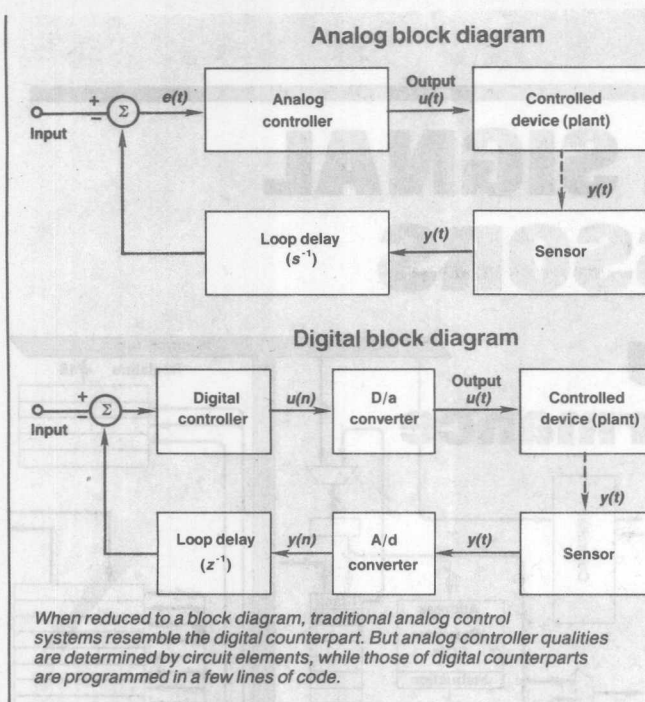 Analog block diagram
+
−
Σ
Input
e(t)
Analog
controller
Output
u(t)
Controlled
device (plant)
y(t)
Loop delay
(s⁻¹)
y(t)
Sensor
Digital block diagram
+
−
Σ
Input
Digital
controller
u(n)
D/a
converter
Output
u(t)
Controlled
device (plant)
y(t)
Loop delay
(z⁻¹)
y(n)
A/d
converter
y(t)
Sensor
When reduced to a block diagram, traditional analog control
systems resemble the digital counterpart. But analog controller qualities
are determined by circuit elements, while those of digital counterparts
are programmed in a few lines of code.